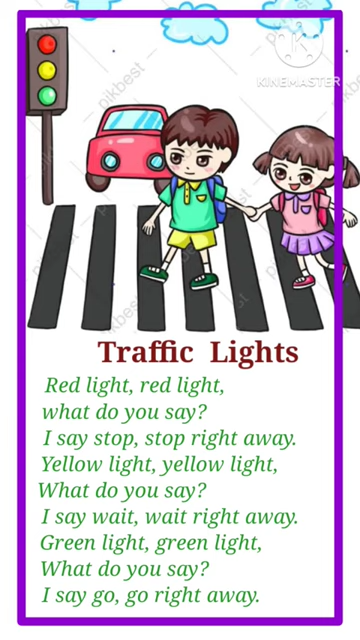 KINEMASTER
pikbest
Traffic Lights
Red light, red light,
what do you say?
I say stop, stop right away.
Yellow light, yellow light,
What do you say?
I say wait, wait right away.
Green light, green light,
What do you say?
I say go, go right away.